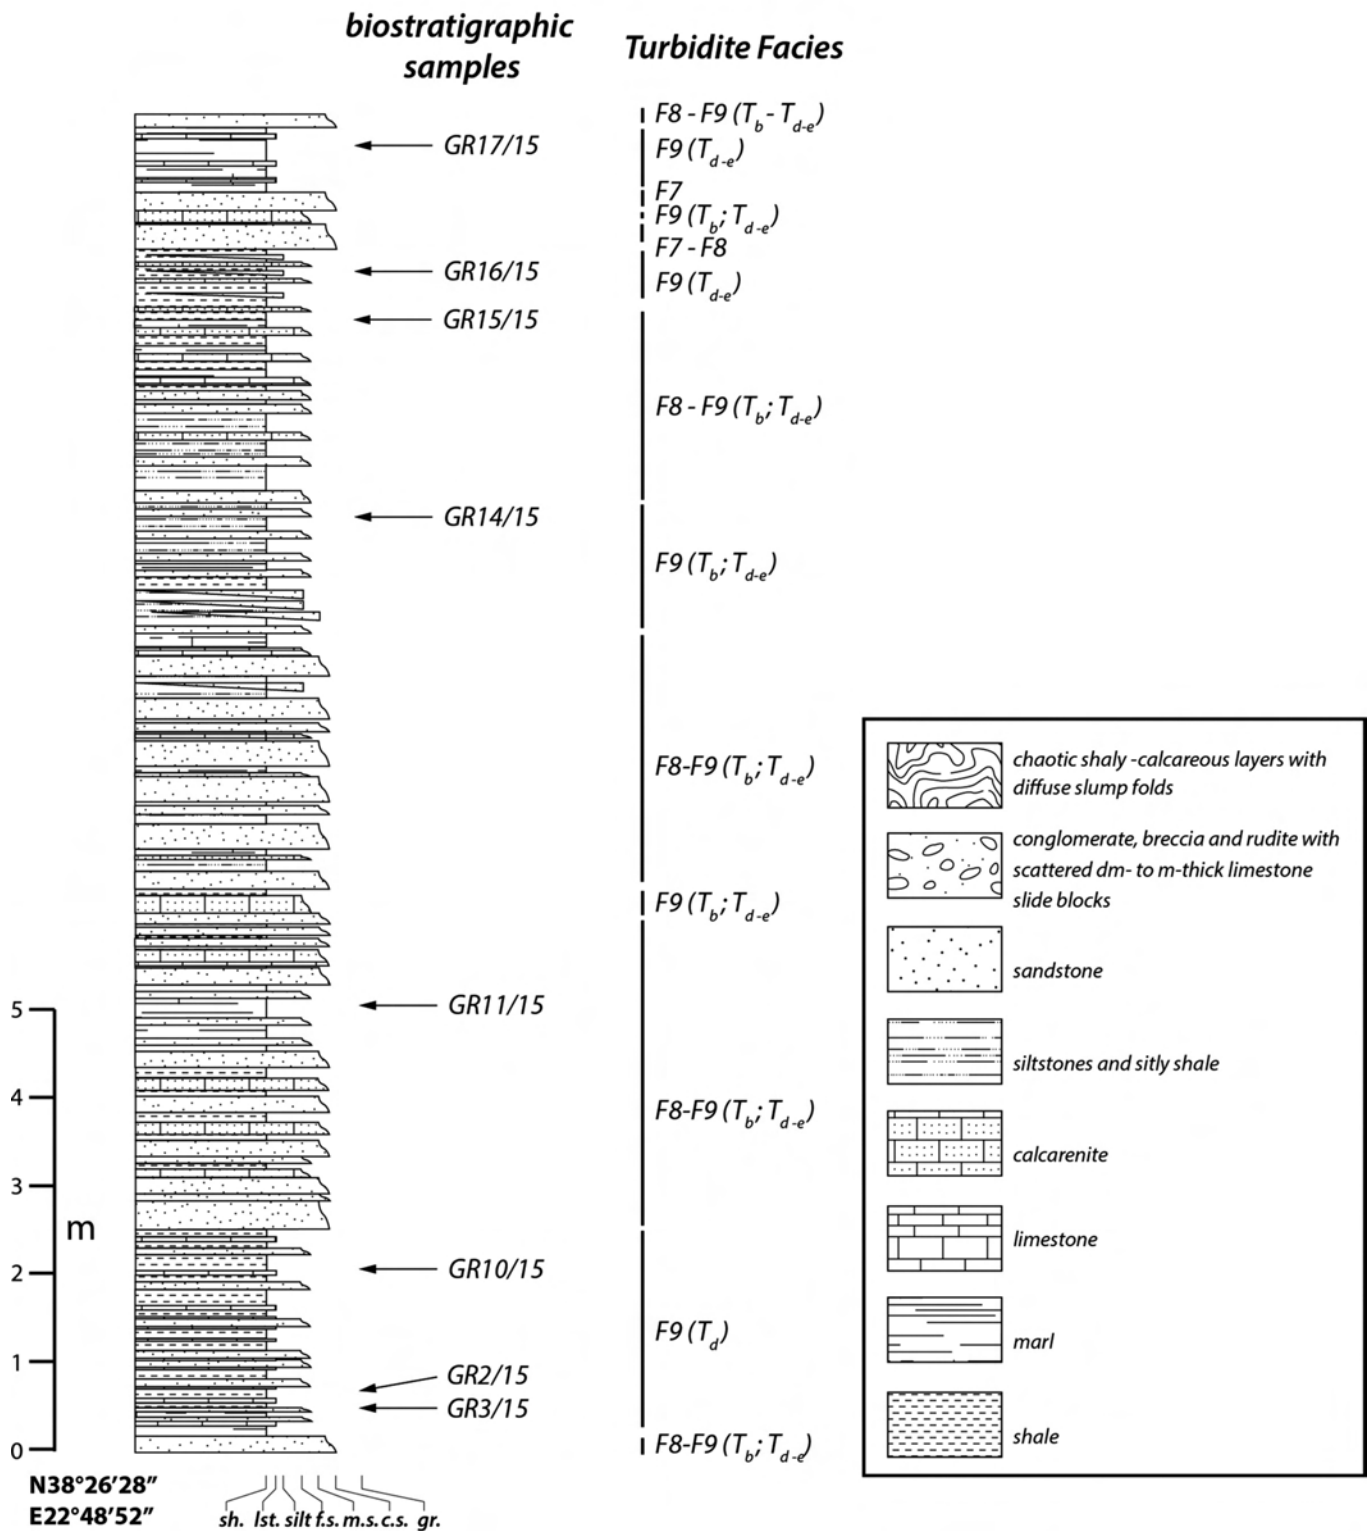 biostratigraphic
samples
Turbidite Facies
F8 - F9 (Tb - Td-e)
GR17/15
F9 (Td-e)
F7
F9 (Tb; Td-e)
F7 - F8
GR16/15
F9 (Td-e)
GR15/15
F8 - F9 (Tb; Td-e)
GR14/15
F9 (Tb; Td-e)
F8-F9 (Tb; Td-e)
F9 (Tb; Td-e)
GR11/15
F8-F9 (Tb; Td-e)
GR10/15
F9 (Td)
GR2/15
GR3/15
F8-F9 (Tb; Td-e)
5
4
3
m
2
1
0
N38°26'28"
E22°48'52"
sh. lst. silt f.s. m.s. c.s. gr.
chaotic shaly -calcareous layers with
diffuse slump folds
conglomerate, breccia and rudite with
scattered dm- to m-thick limestone
slide blocks
sandstone
siltstones and sitly shale
calcarenite
limestone
marl
shale